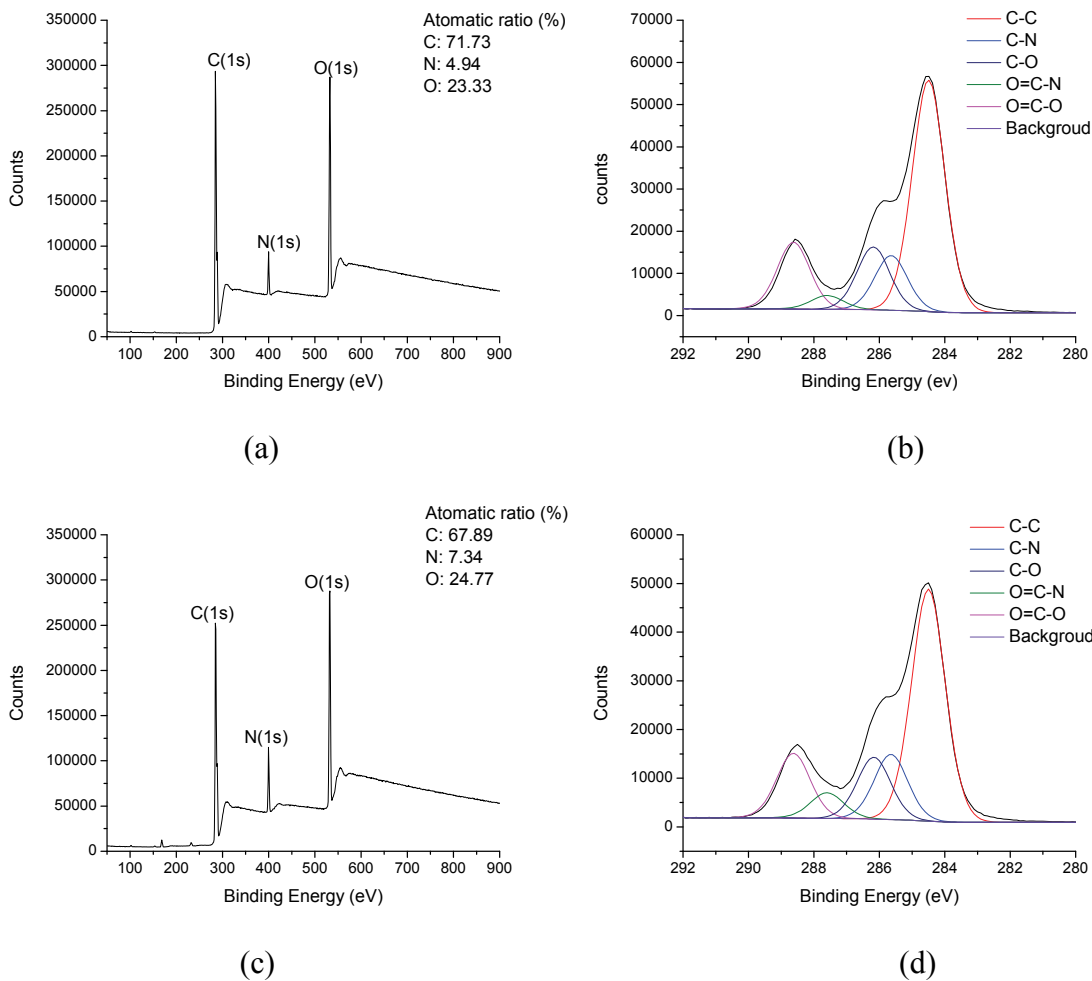 Atomatic ratio (%)
C: 71.73
N: 4.94
O: 23.33
C(1s)
O(1s)
N(1s)
350000
300000
250000
200000
150000
100000
50000
0
Counts
100 200 300 400 500 600 700 800 900
Binding Energy (eV)
(a)
C-C
C-N
C-O
O=C-N
O=C-O
Backgroud
70000
60000
50000
40000
30000
20000
10000
0
counts
292 290 288 286 284 282 280
Binding Energy (ev)
(b)
Atomatic ratio (%)
C: 67.89
N: 7.34
O: 24.77
O(1s)
C(1s)
N(1s)
350000
300000
250000
200000
150000
100000
50000
0
Counts
100 200 300 400 500 600 700 800 900
Binding Energy (eV)
(c)
C-C
C-N
C-O
O=C-N
O=C-O
Backgroud
60000
50000
40000
30000
20000
10000
0
Counts
292 290 288 286 284 282 280
Binding Energy (eV)
(d)